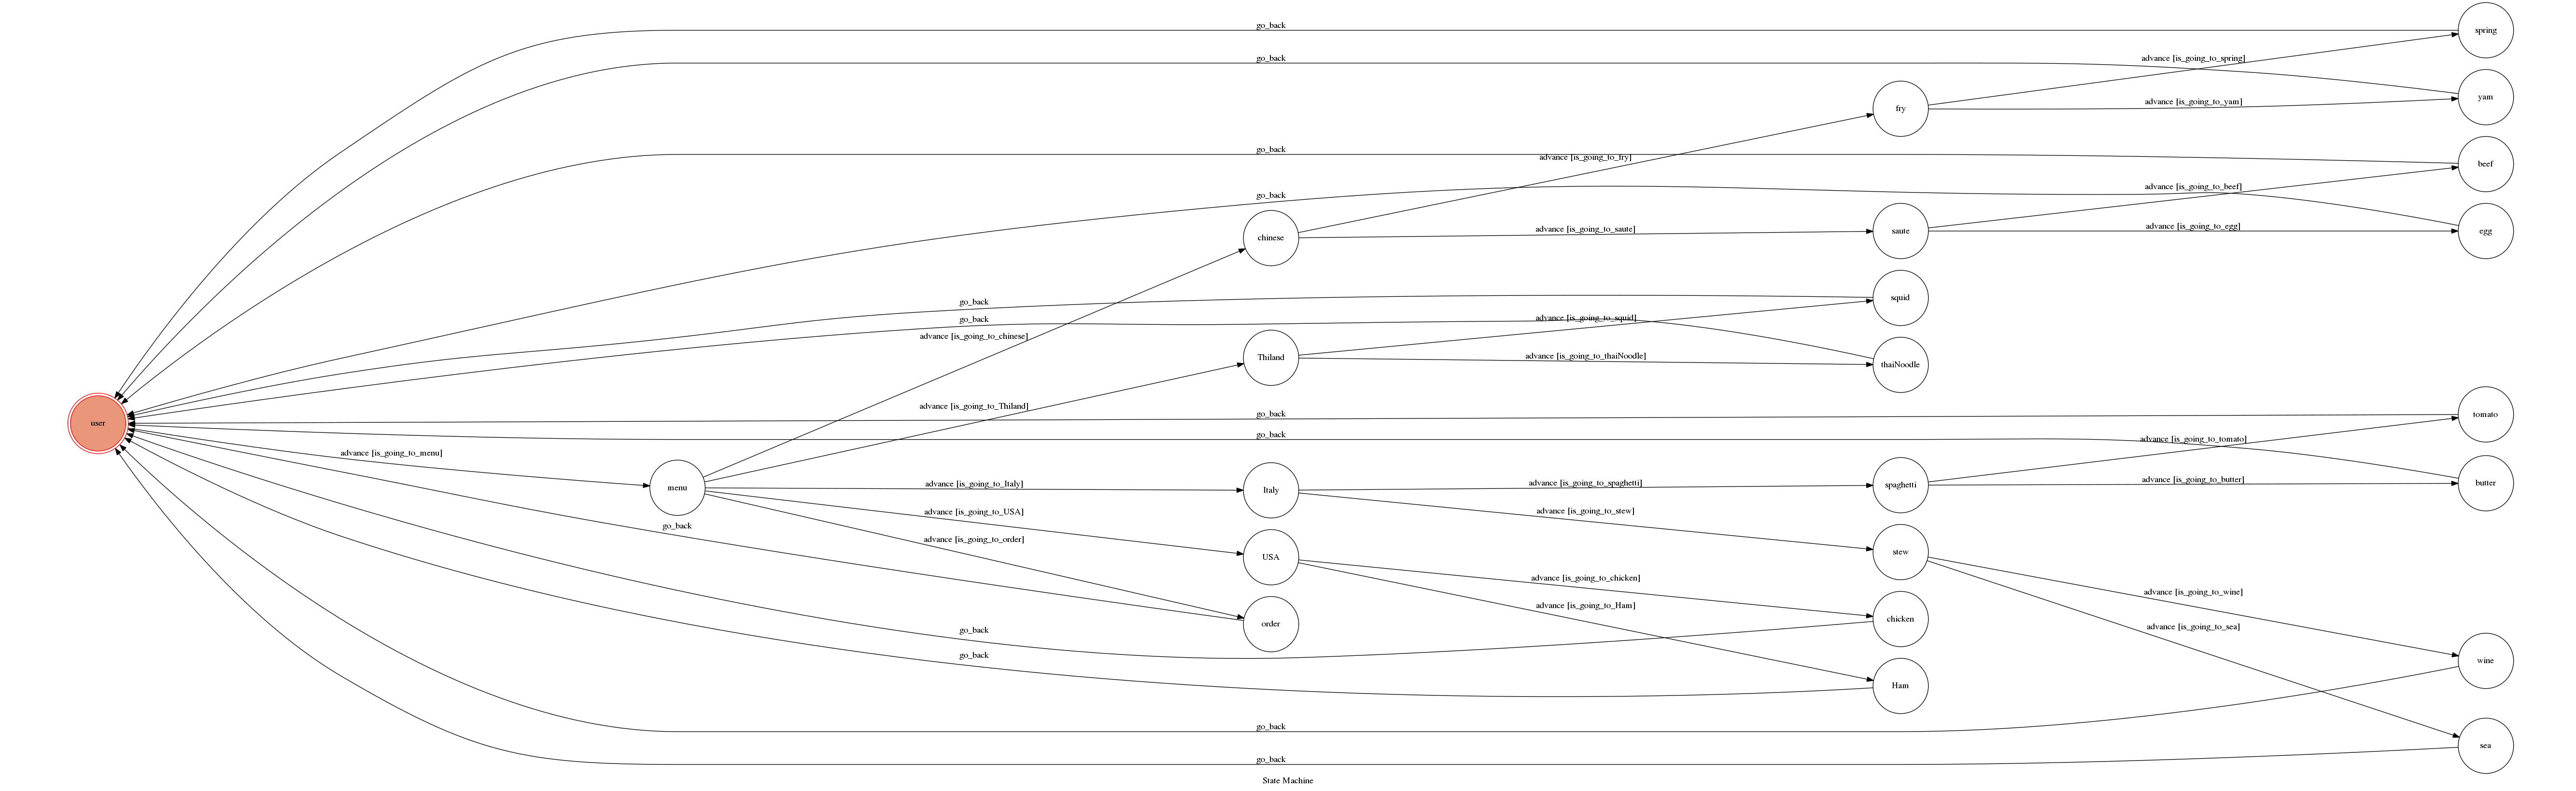 go_back
spring
go_back
advance [is_going_to_spring]
yam
fry
advance [is_going_to_yam]
go_back
advance [is_going_to_fry]
beef
go_back
advance [is_going_to_beef]
chinese
advance [is_going_to_saute]
saute
advance [is_going_to_egg]
egg
go_back
squid
go_back
advance [is_going_to_squid]
advance [is_going_to_chinese]
Thiland
advance [is_going_to_thaiNoodle]
thaiNoodle
advance [is_going_to_Thiland]
go_back
tomato
user
go_back
advance [is_going_to_tomato]
advance [is_going_to_menu]
menu
advance [is_going_to_Italy]
Italy
advance [is_going_to_spaghetti]
spaghetti
advance [is_going_to_butter]
butter
go_back
advance [is_going_to_USA]
advance [is_going_to_stew]
advance [is_going_to_order]
USA
stew
advance [is_going_to_chicken]
advance [is_going_to_wine]
advance [is_going_to_Ham]
order
chicken
advance [is_going_to_sea]
go_back
go_back
wine
Ham
go_back
sea
go_back
State Machine